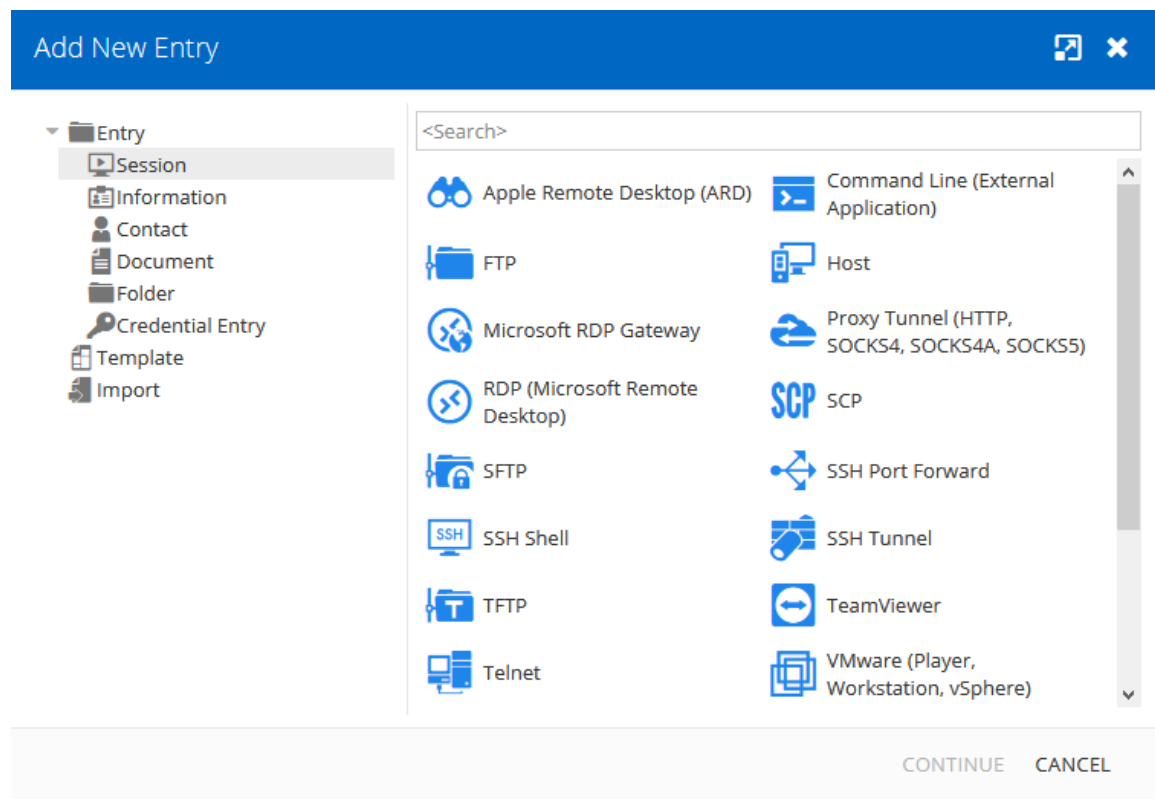 Add New Entry
Entry
Session
Information
Contact
Document
Folder
Credential Entry
Template
Import
<Search>
Apple Remote Desktop (ARD)
Command Line (External
Application)
FTP
Host
Microsoft RDP Gateway
Proxy Tunnel (HTTP,
SOCKS4, SOCKS4A, SOCKS5)
RDP (Microsoft Remote
Desktop)
SCP
SCP
SFTP
SSH Port Forward
SSH
SSH Shell
SSH Tunnel
T
TFTP
TeamViewer
Telnet
VMware (Player,
Workstation, vSphere)
CONTINUE
CANCEL